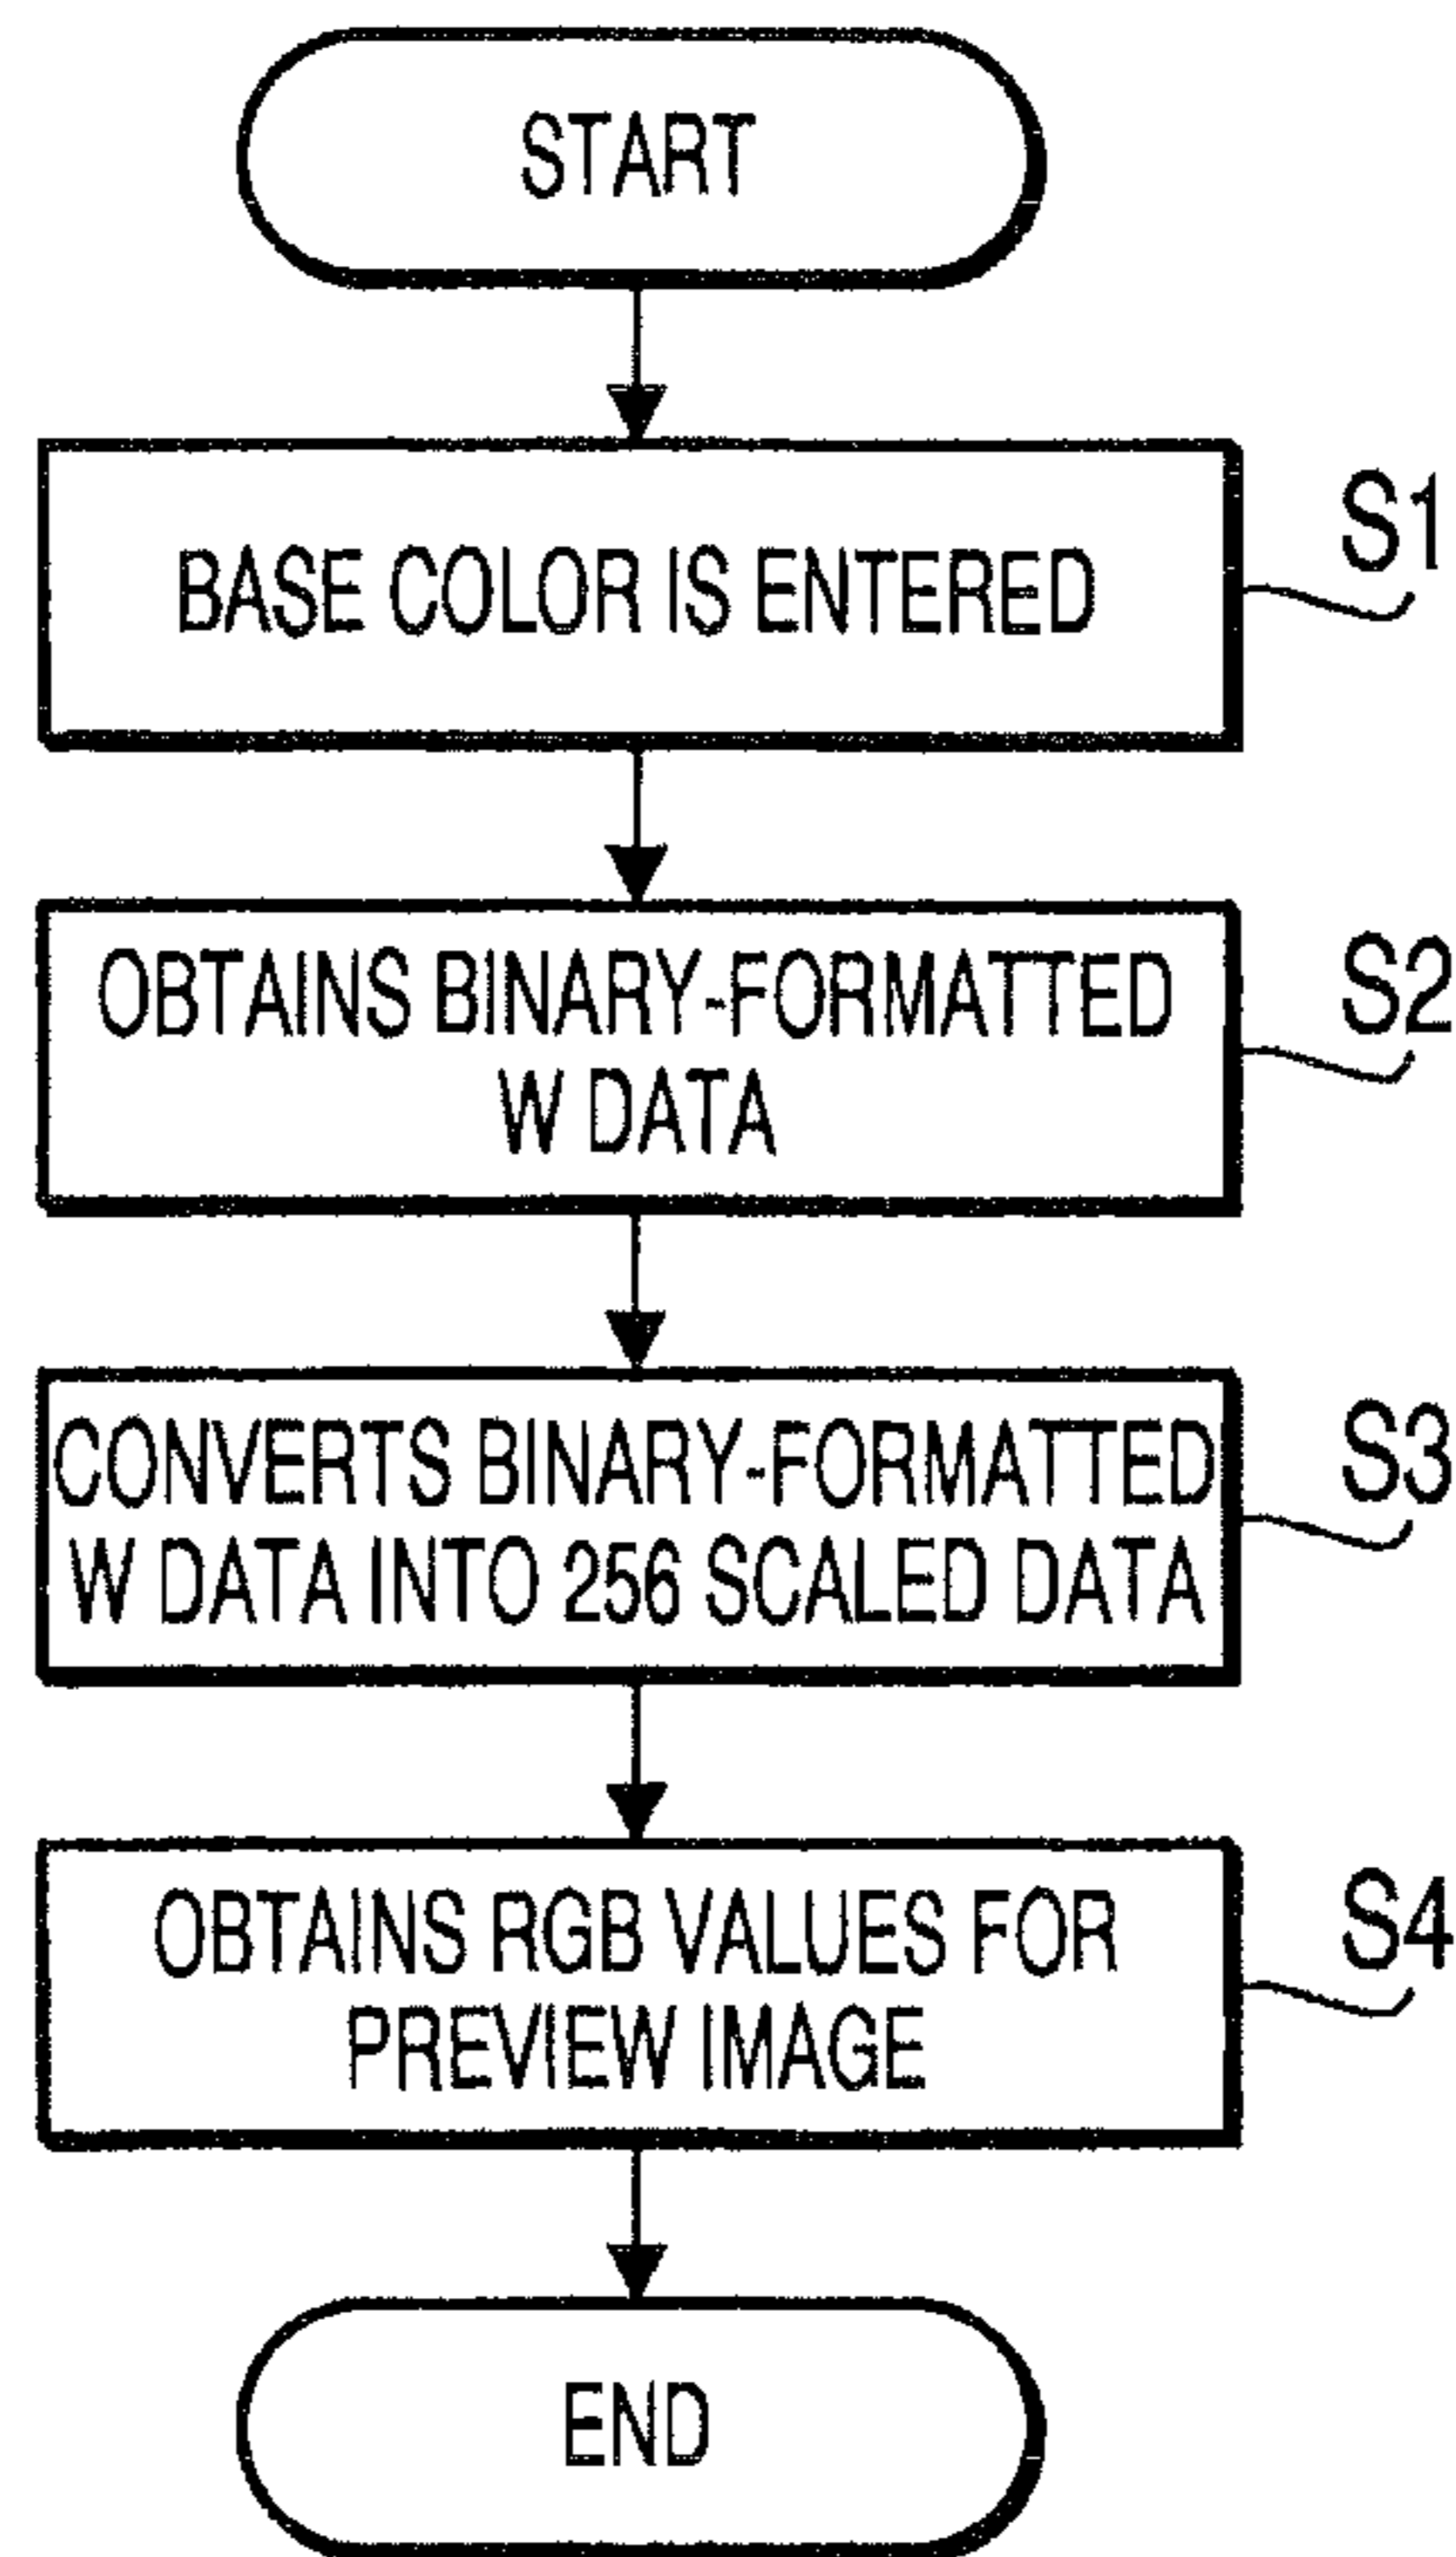 START
BASE COLOR IS ENTERED
S1
OBTAINS BINARY-FORMATTED
W DATA
S2
CONVERTS BINARY-FORMATTED
W DATA INTO 256 SCALED DATA
S3
OBTAINS RGB VALUES FOR
PREVIEW IMAGE
S4
END